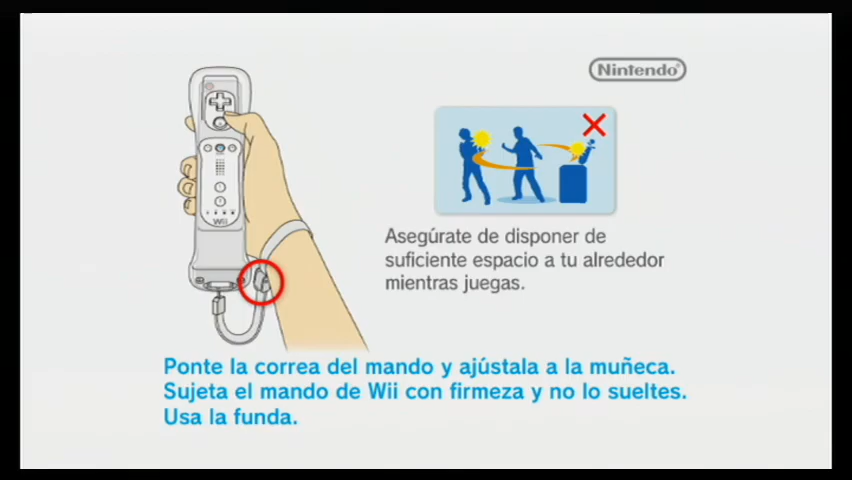 Nintendo®
Asegúrate de disponer de
suficiente espacio a tu alrededor
mientras juegas.
Wii
Ponte la correa del mando y ajústala a la muñeca.
Sujeta el mando de Wii con firmeza y no lo sueltes.
Usa la funda.